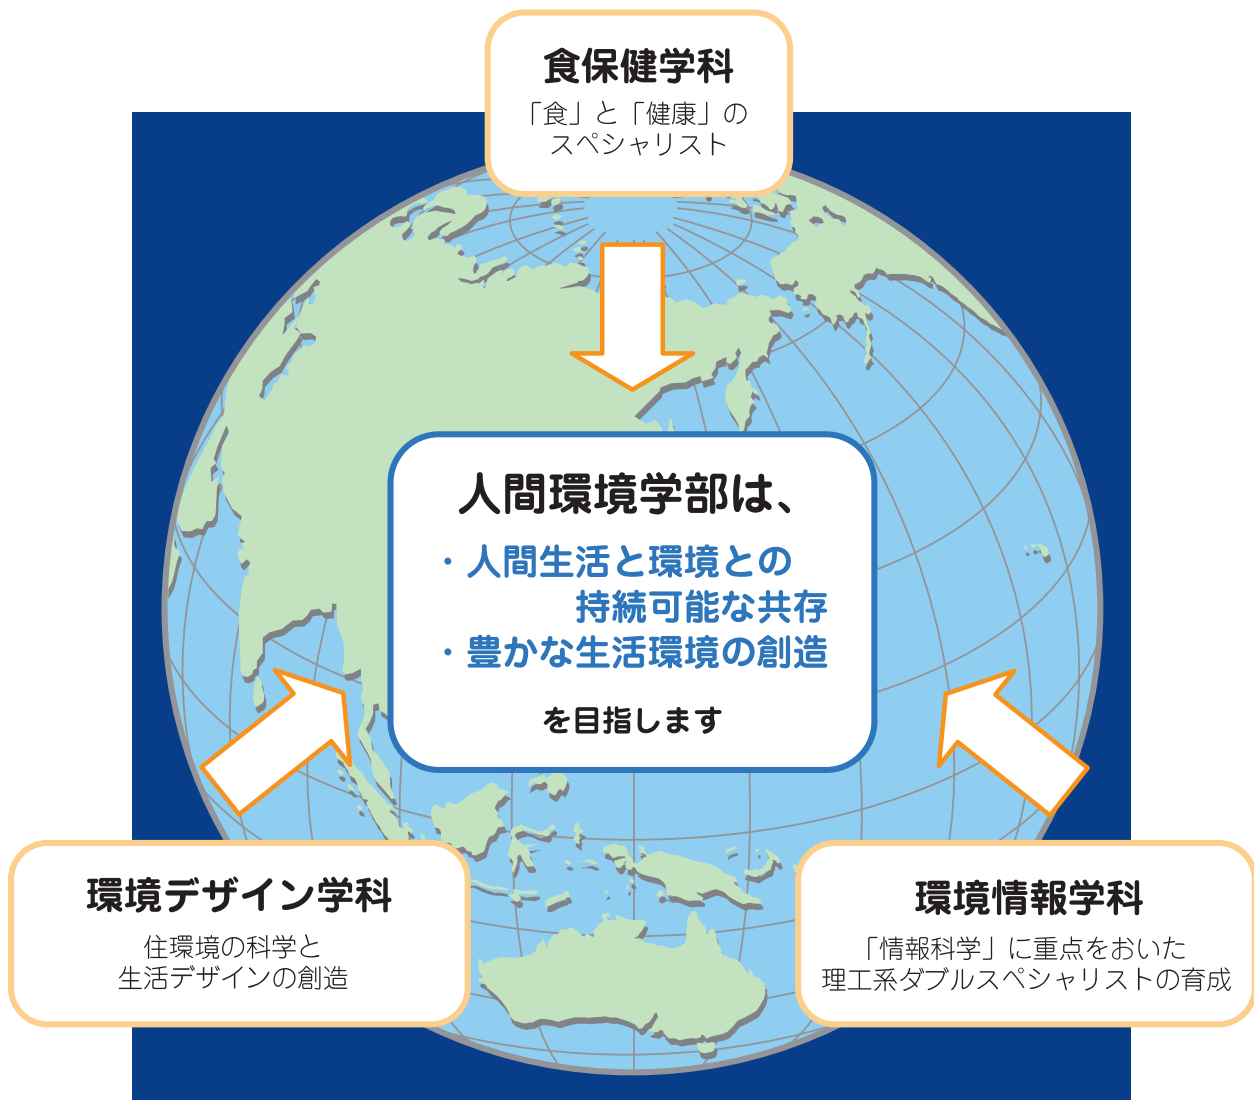 食保健学科
「食」と「健康」の
スペシャリスト
人間環境学部は、
・人間生活と環境との
持続可能な共存
・豊かな生活環境の創造
を目指します
環境デザイン学科
住環境の科学と
生活デザインの創造
環境情報学科
「情報科学」に重点をおいた
理工系ダブルスペシャリストの育成